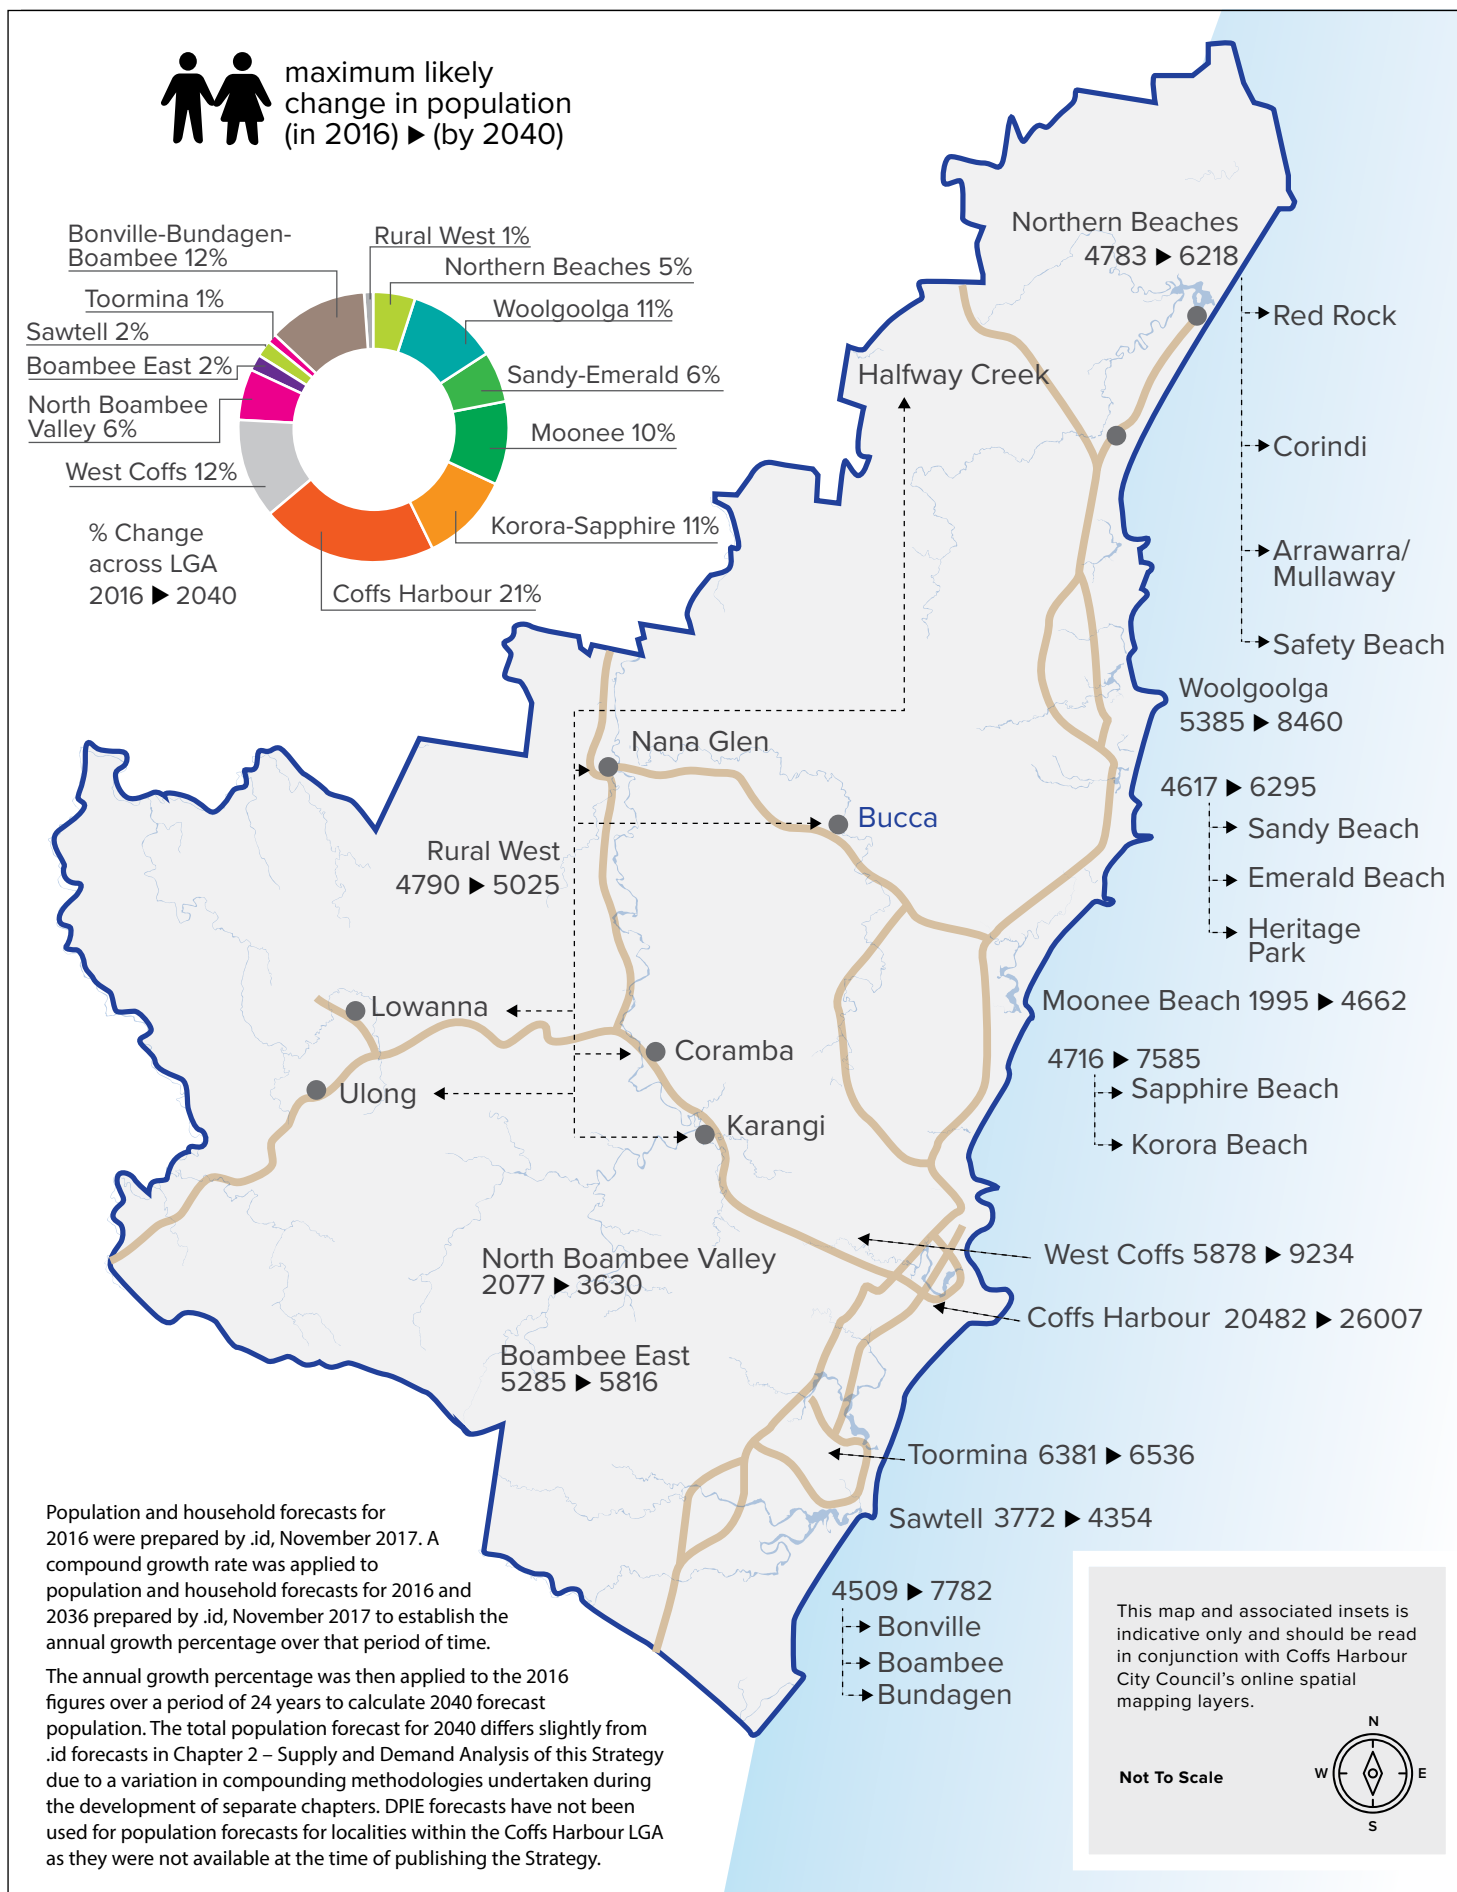 maximum likely
change in population
(in 2016) ▶ (by 2040)
Bonville-Bundagen-
Boambee 12%
Toormina 1%
Sawtell 2%
Boambee East 2%
North Boambee
Valley 6%
West Coffs 12%
Rural West 1%
Northern Beaches 5%
Woolgoolga 11%
Sandy-Emerald 6%
Moonee 10%
Korora-Sapphire 11%
Coffs Harbour 21%
% Change
across LGA
2016 ▶ 2040
Northern Beaches
4783 ▶ 6218
Red Rock
Corindi
Arrawarra/
Mullaway
Safety Beach
Halfway Creek
Woolgoolga
5385 ▶ 8460
Nana Glen
Bucca
4617 ▶ 6295
Sandy Beach
Emerald Beach
Heritage
Park
Rural West
4790 ▶ 5025
Lowanna
Moonee Beach 1995 ▶ 4662
Coramba
4716 ▶ 7585
Sapphire Beach
Korora Beach
Ulong
Karangi
North Boambee Valley
2077 ▶ 3630
West Coffs 5878 ▶ 9234
Coffs Harbour 20482 ▶ 26007
Boambee East
5285 ▶ 5816
Toormina 6381 ▶ 6536
Sawtell 3772 ▶ 4354
4509 ▶ 7782
Bonville
Boambee
Bundagen
Population and household forecasts for
2016 were prepared by .id, November 2017. A
compound growth rate was applied to
population and household forecasts for 2016 and
2036 prepared by .id, November 2017 to establish the
annual growth percentage over that period of time.
The annual growth percentage was then applied to the 2016
figures over a period of 24 years to calculate 2040 forecast
population. The total population forecast for 2040 differs slightly from
.id forecasts in Chapter 2 – Supply and Demand Analysis of this Strategy
due to a variation in compounding methodologies undertaken during
the development of separate chapters. DPIE forecasts have not been
used for population forecasts for localities within the Coffs Harbour LGA
as they were not available at the time of publishing the Strategy.
This map and associated insets is
indicative only and should be read
in conjunction with Coffs Harbour
City Council's online spatial
mapping layers.
Not To Scale
N
W
E
S